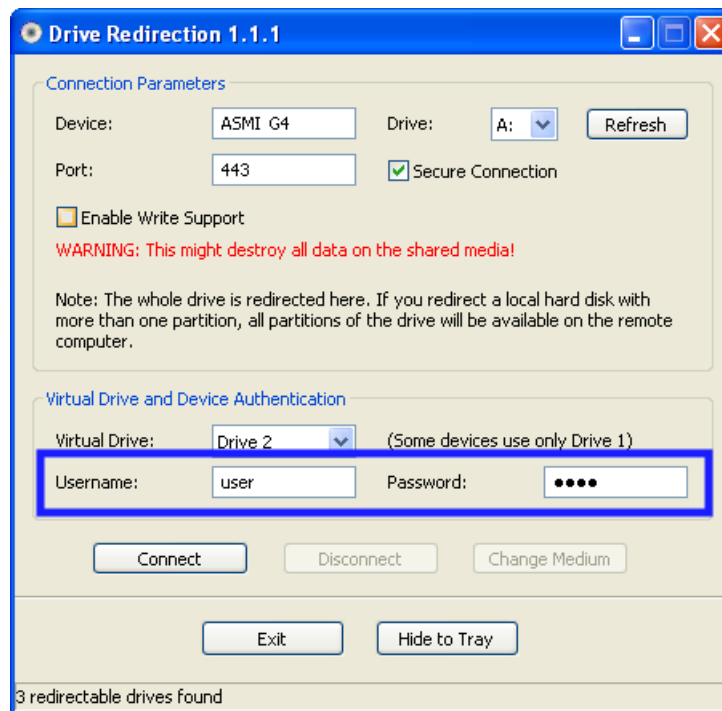 Drive Redirection 1.1.1
Connection Parameters
Device: ASMI G4 Drive: A: Refresh
Port: 443 Secure Connection
Enable Write Support
WARNING: This might destroy all data on the shared media!
Note: The whole drive is redirected here. If you redirect a local hard disk with
more than one partition, all partitions of the drive will be available on the remote
computer.
Virtual Drive and Device Authentication
Virtual Drive: Drive 2 (Some devices use only Drive 1)
Username: user Password: ●●●●
Connect Disconnect Change Medium
Exit Hide to Tray
3 redirectable drives found